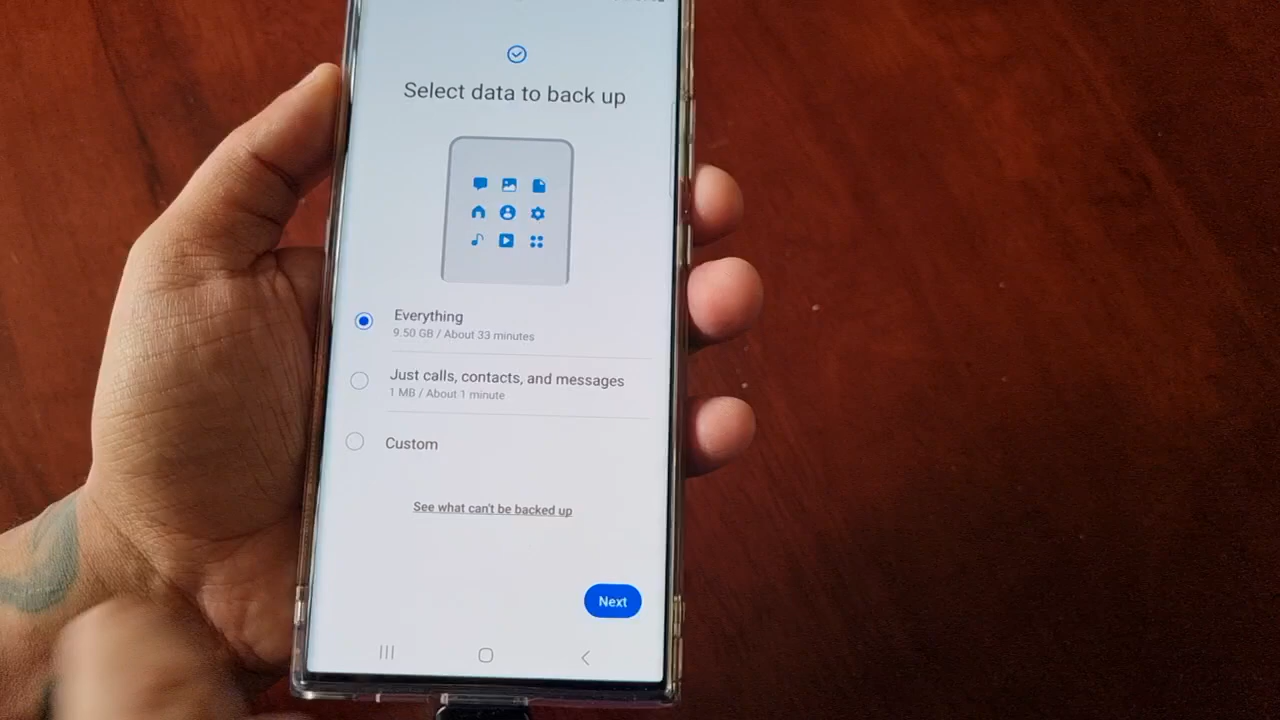 Select data to back up
Everything
9.50 GB / About 33 minutes
Just calls, contacts, and messages
1 MB / About 1 minute
Custom
See what can't be backed up
Next